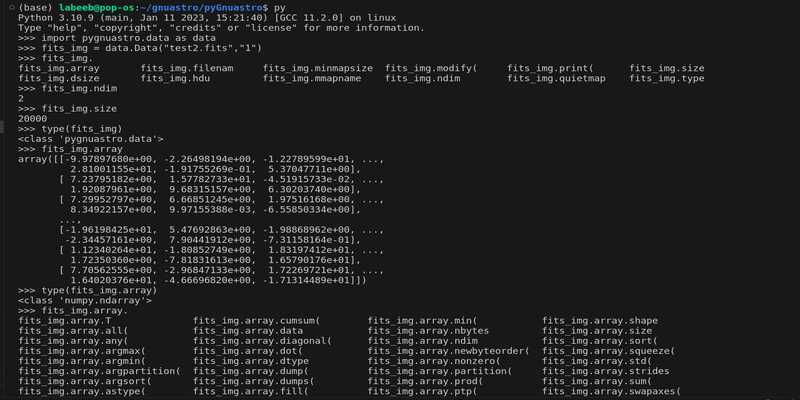 (base) labeeb@pop-os:~/gnuastro/pyGnuastro$ py
Python 3.10.9 (main, Jan 11 2023, 15:21:40) [GCC 11.2.0] on linux
Type "help", "copyright", "credits" or "license" for more information.
>>> import pygnuastro.data as data
>>> fits_img = data.Data("test2.fits","1")
>>> fits_img.
fits_img.array       fits_img.filenam     fits_img.minmapsize  fits_img.modify(     fits_img.print(      fits_img.size
fits_img.dsize       fits_img.hdu         fits_img.mmapname    fits_img.ndim        fits_img.quietmap    fits_img.type
>>> fits_img.ndim
2
>>> fits_img.size
20000
>>> type(fits_img)
<class 'pygnuastro.data'>
>>> fits_img.array
array([[-9.97897680e+00, -2.26498194e+00, -1.22789599e+01, ...,
         2.81001155e+01, -1.91755269e-01,  5.37047711e+00],
       [ 7.23795182e+00,  1.57782733e+01, -4.51915733e-02, ...,
         1.92087961e+00,  9.68315157e+00,  6.30203740e+00],
       [ 7.29952797e+00,  6.66851245e+00,  1.97516168e+00, ...,
         8.34922157e+00,  9.97155388e-03, -6.55850334e+00],
       ...,
       [-1.96198425e+01,  5.47692863e+00, -1.98868962e+00, ...,
        -2.34457161e+00,  7.90441912e+00, -7.31158164e-01],
       [ 1.12340264e+01, -1.80852749e+01,  1.83197412e+01, ...,
         1.72350360e+00, -7.81831613e+00,  1.65790176e+01],
       [ 7.70562555e+00, -2.96847133e+00,  1.72269721e+01, ...,
         1.64020376e+01, -4.66696820e+00, -1.71314489e+01]])
>>> type(fits_img.array)
<class 'numpy.ndarray'>
>>> fits_img.array.
fits_img.array.T              fits_img.array.cumsum(        fits_img.array.min(           fits_img.array.shape
fits_img.array.all(           fits_img.array.data           fits_img.array.nbytes         fits_img.array.size
fits_img.array.any(           fits_img.array.diagonal(      fits_img.array.ndim           fits_img.array.sort(
fits_img.array.argmax(        fits_img.array.dot(           fits_img.array.newbyteorder(  fits_img.array.squeeze(
fits_img.array.argmin(        fits_img.array.dtype          fits_img.array.nonzero(       fits_img.array.std(
fits_img.array.argpartition(  fits_img.array.dump(          fits_img.array.partition(     fits_img.array.strides
fits_img.array.argsort(       fits_img.array.dumps(         fits_img.array.prod(          fits_img.array.sum(
fits_img.array.astype(        fits_img.array.fill(          fits_img.array.ptp(           fits_img.array.swapaxes(